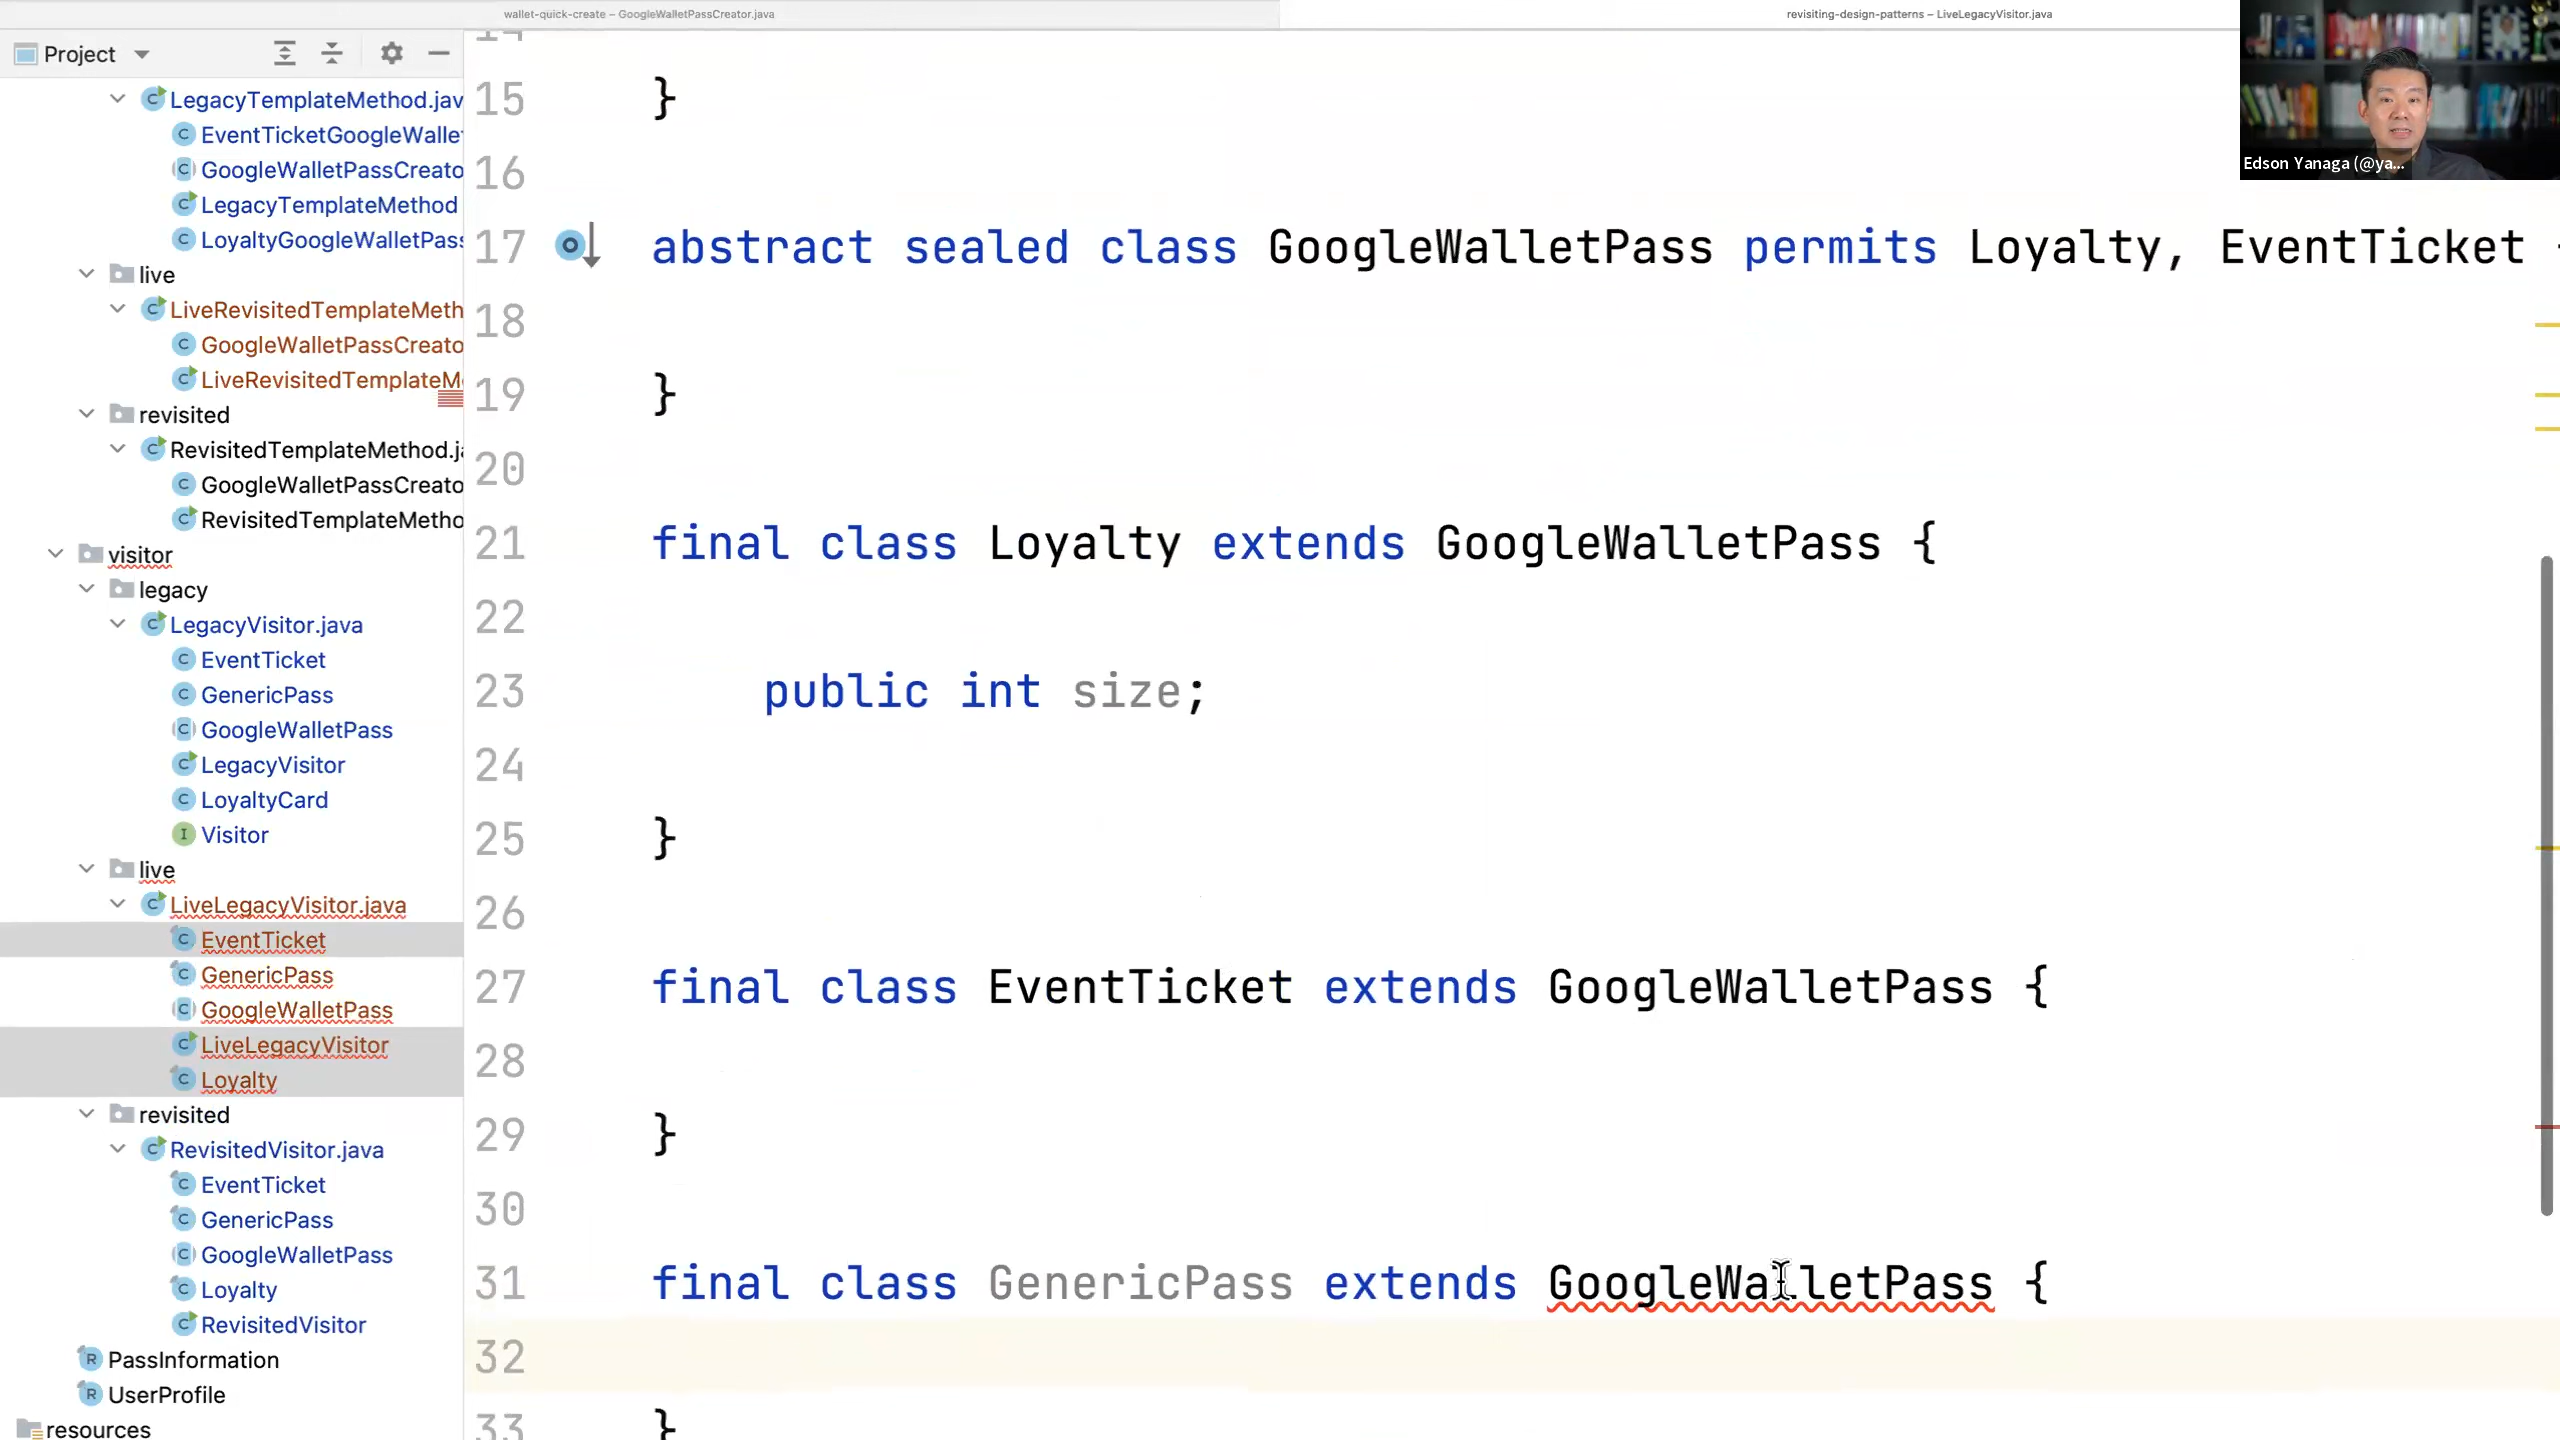 wallet-quick-create – GoogleWalletPassCreator.java
revisiting-design-patterns – LiveLegacyVisitor.java
Project
LegacyTemplateMethod.jav
EventTicketGoogleWalle
GoogleWalletPassCreato
LegacyTemplateMethod
LoyaltyGoogleWalletPass
live
LiveRevisitedTemplateMeth
GoogleWalletPassCreato
LiveRevisitedTemplateMe
revisited
RevisitedTemplateMethod.ja
GoogleWalletPassCreato
RevisitedTemplateMetho
visitor
legacy
LegacyVisitor.java
EventTicket
GenericPass
GoogleWalletPass
LegacyVisitor
LoyaltyCard
Visitor
live
LiveLegacyVisitor.java
EventTicket
GenericPass
GoogleWalletPass
LiveLegacyVisitor
Loyalty
revisited
RevisitedVisitor.java
EventTicket
GenericPass
GoogleWalletPass
Loyalty
RevisitedVisitor
PassInformation
UserProfile
resources
14
15 }
16
17 abstract sealed class GoogleWalletPass permits Loyalty, EventTicket
18
19 }
20
21 final class Loyalty extends GoogleWalletPass {
22
23 public int size;
24
25 }
26
27 final class EventTicket extends GoogleWalletPass {
28
29 }
30
31 final class GenericPass extends GoogleWalletPass {
32
33 }
Edson Yanaga (@ya...